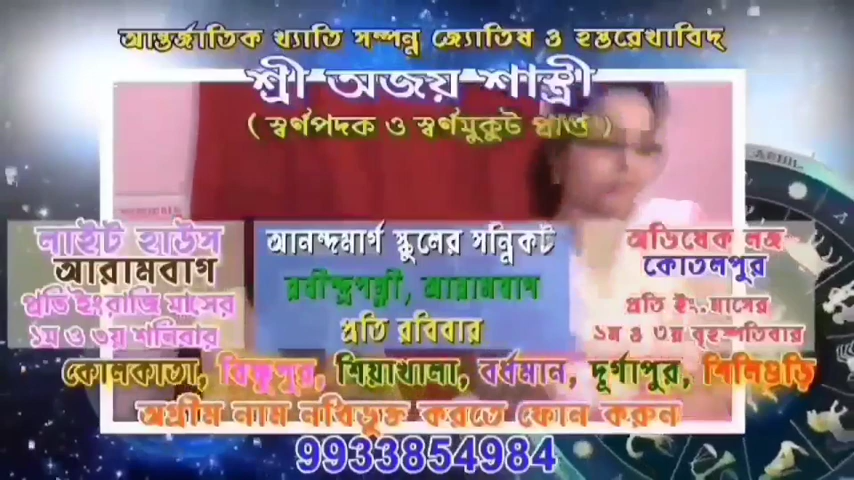 আন্তর্জাতিক খ্যাতি সম্পন্ন জ্যোতিষ ও হস্তরেখাবিদ্
শ্রী অজয় শাস্ত্রী
( স্বর্ণপদক ও স্বর্ণমুকুট প্রাপ্ত )
লাইট হাউস
আরামবাগ
প্রতি ইংরাজি মাসের
১ম ও ৩য় শনিবার
আনন্দমার্গ স্কুলের সন্নিকট
রবীন্দ্রপল্লী, আরামবাগ
প্রতি রবিবার
অভিষেক লজ
কোতলপুর
প্রতি ইং..মাসের
১ম ও ৩য় বৃহস্পতিবার
কোলকাতা, বিষ্ণুপুর, শিয়াখালা, বর্ধমান, দূর্গাপুর, শিলিগুড়ি
অগ্রীম নাম নথিভুক্ত করতে ফোন করুন
9933854984